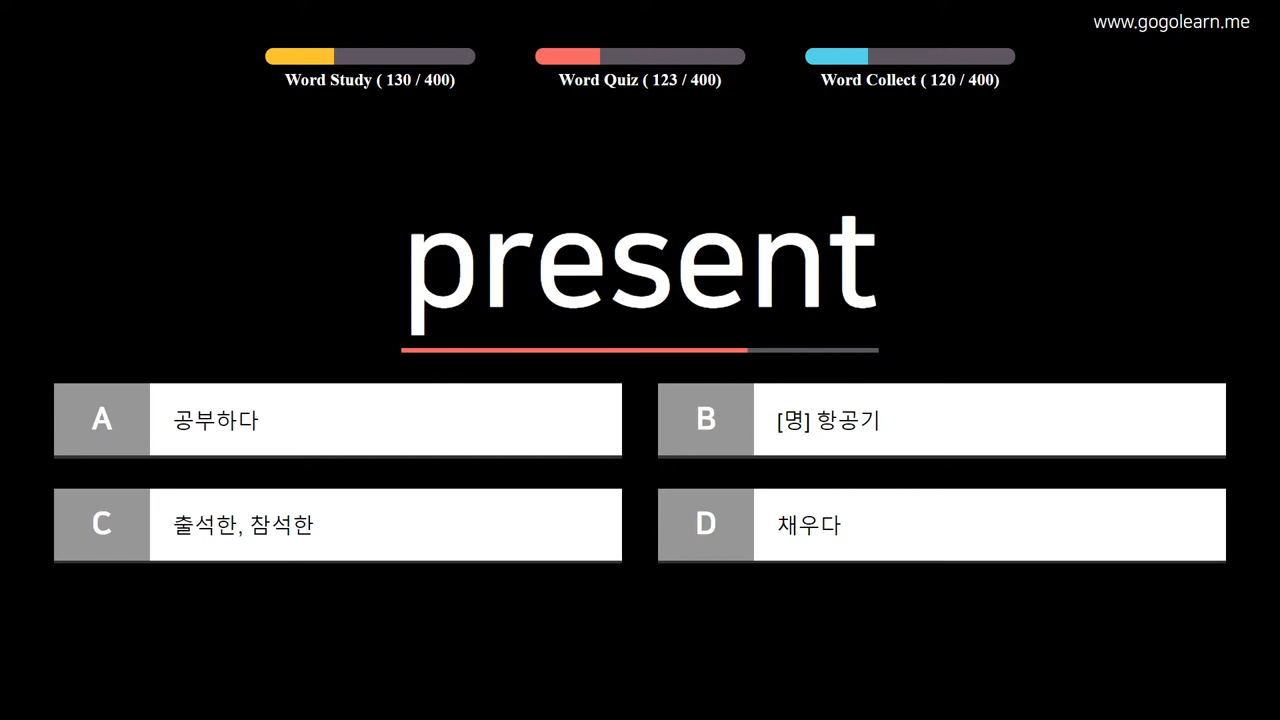 www.gogolearn.me
Word Study ( 130 / 400)
Word Quiz ( 123 / 400)
Word Collect ( 120 / 400)
present
A 공부하다
B [명] 항공기
C 출석한, 참석한
D 채우다